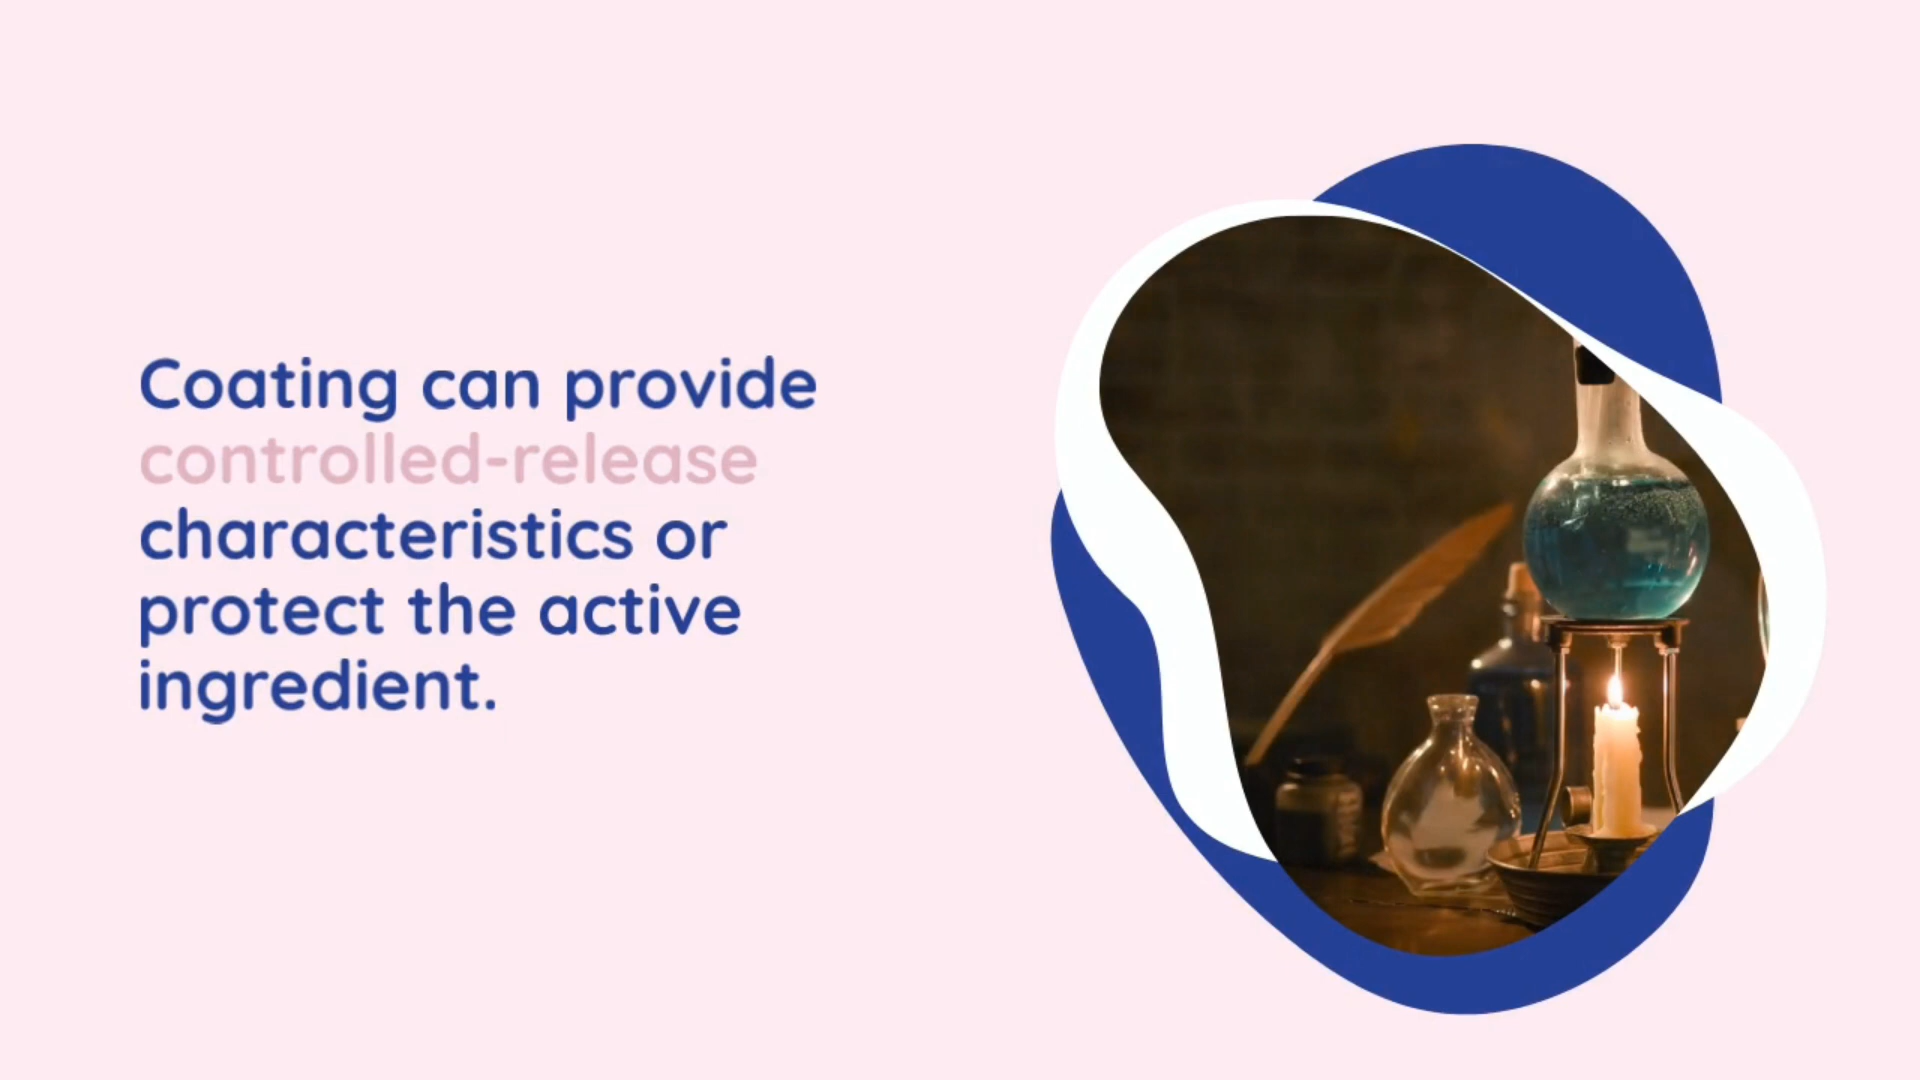 Coating can provide
controlled-release
characteristics or
protect the active
ingredient.